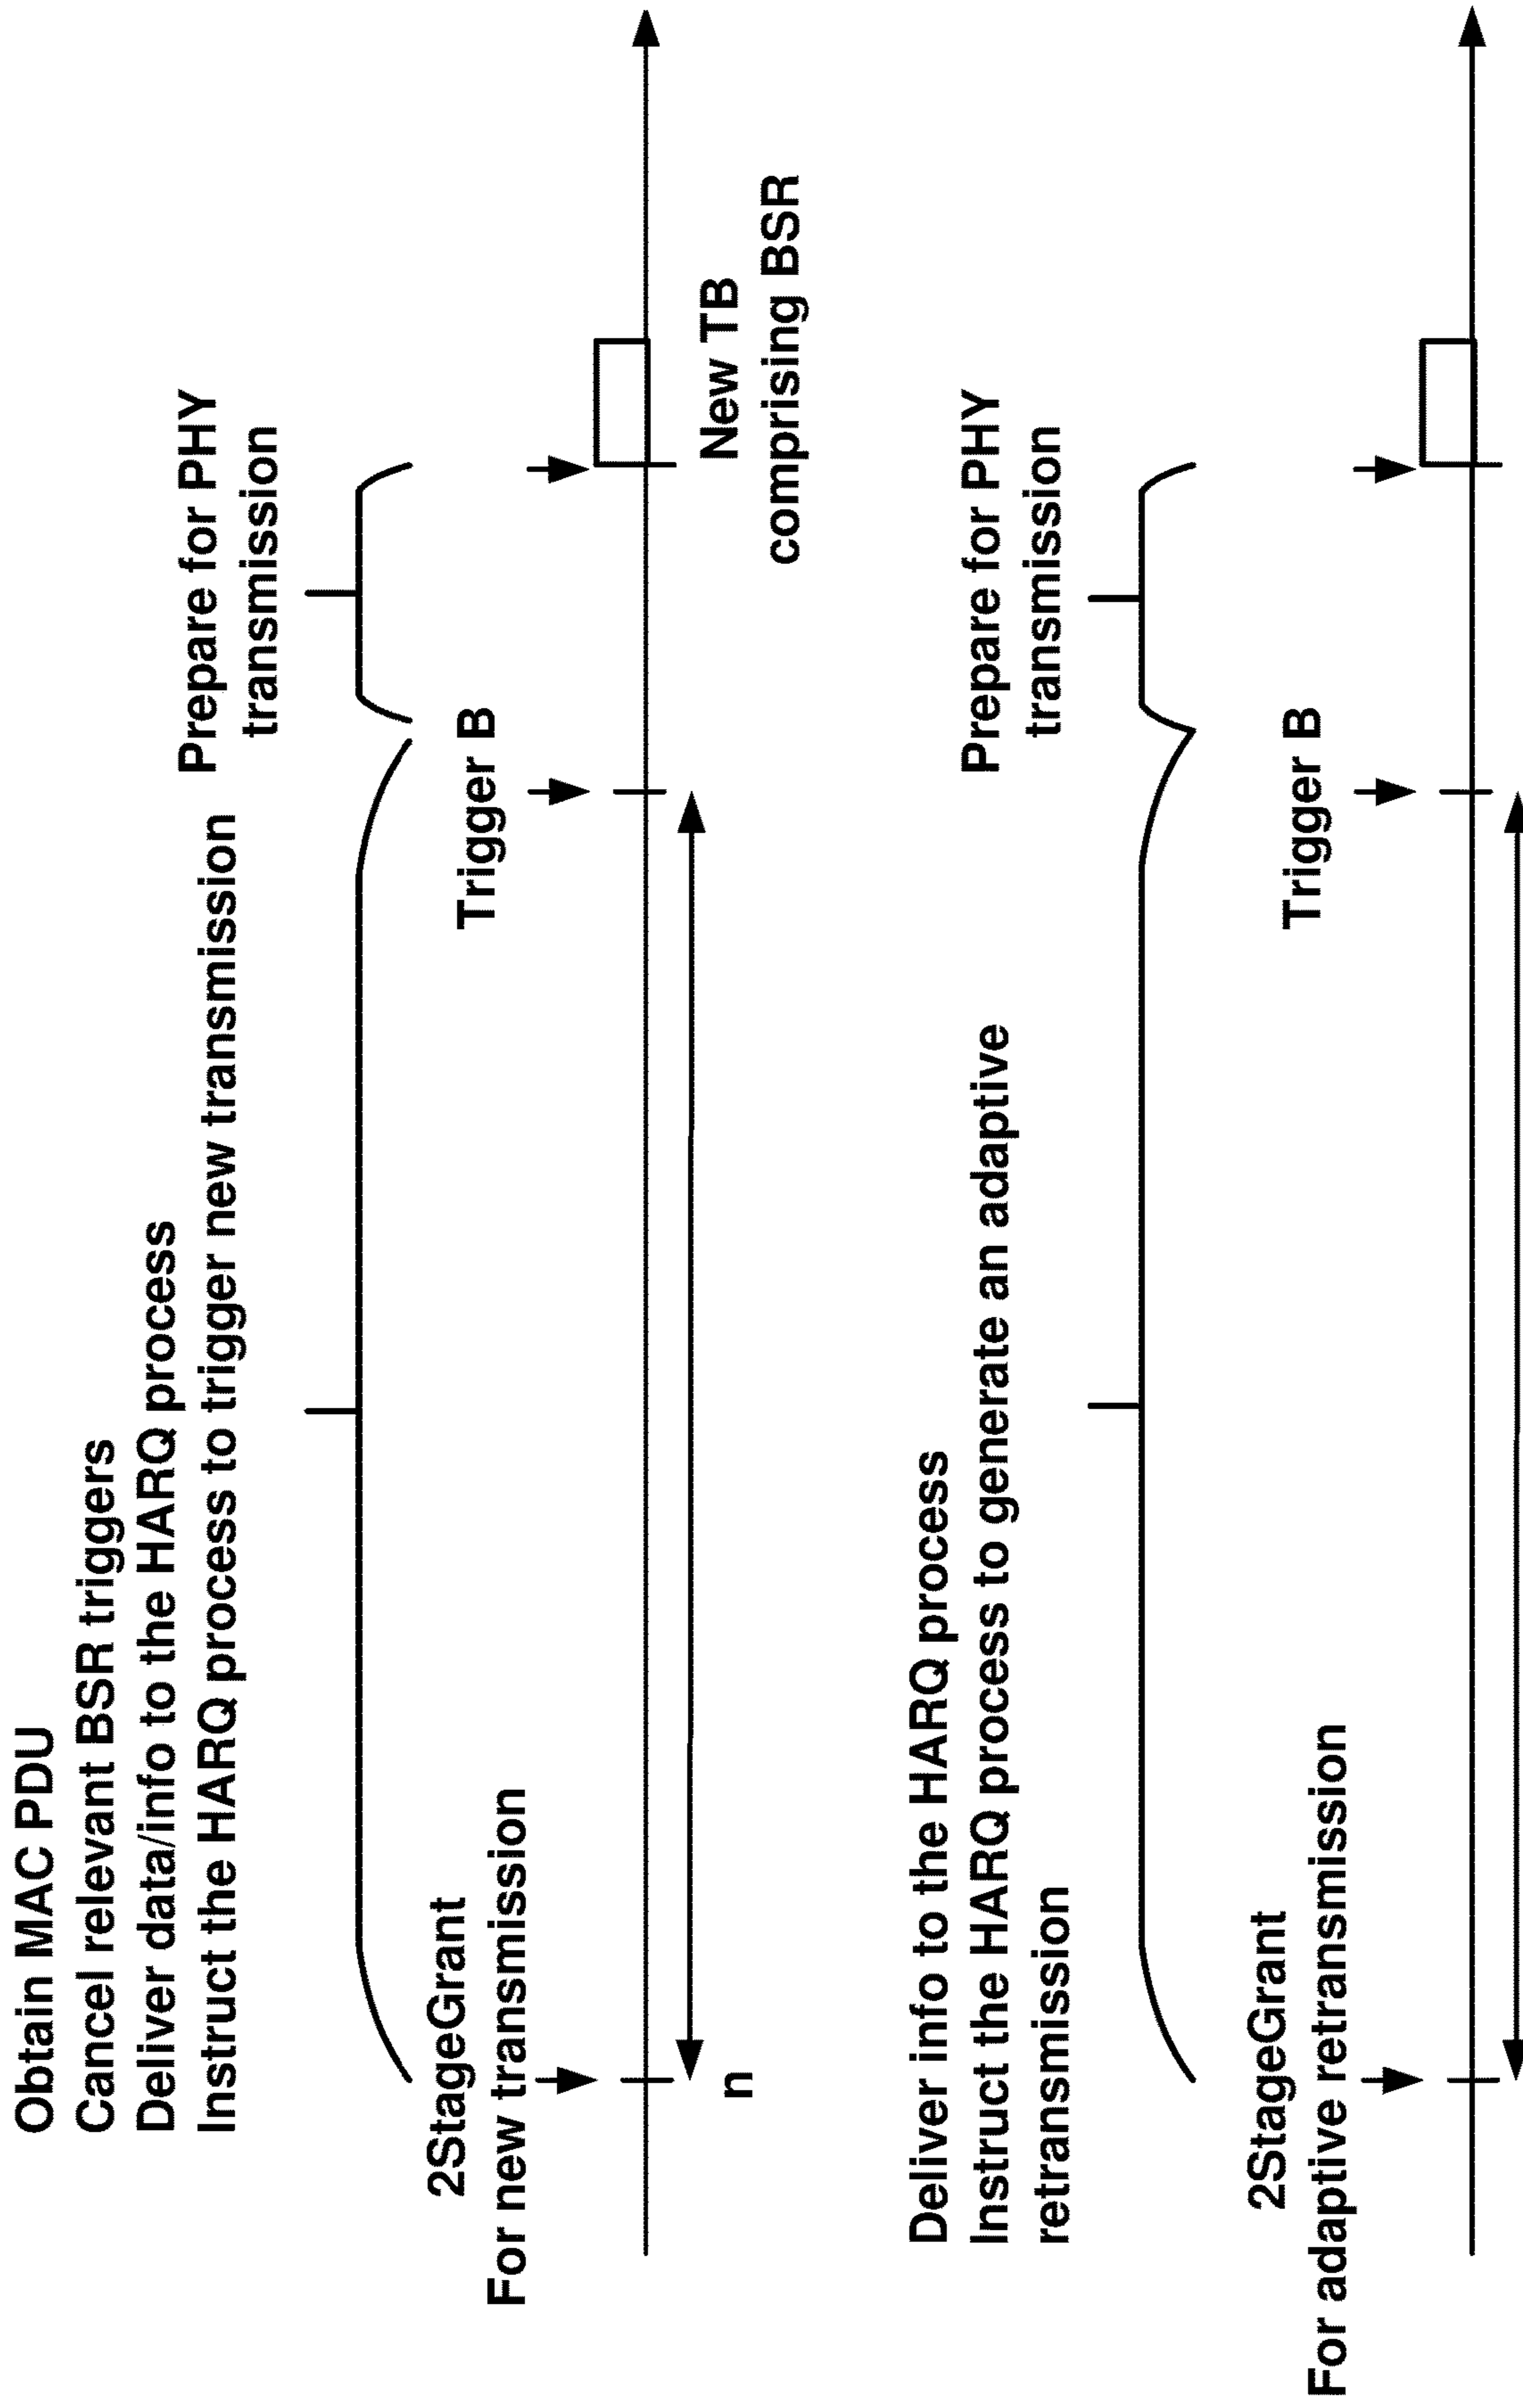 Obtain MAC PDU
Cancel relevant BSR triggers
Deliver data/info to the HARQ process
Instruct the HARQ process to trigger new transmission
Prepare for PHY
transmission
2StageGrant
For new transmission
Trigger B
n
New TB
comprising BSR
Deliver info to the HARQ process
Instruct the HARQ process to generate an adaptive
retransmission
Prepare for PHY
transmission
2StageGrant
For adaptive retransmission
Trigger B